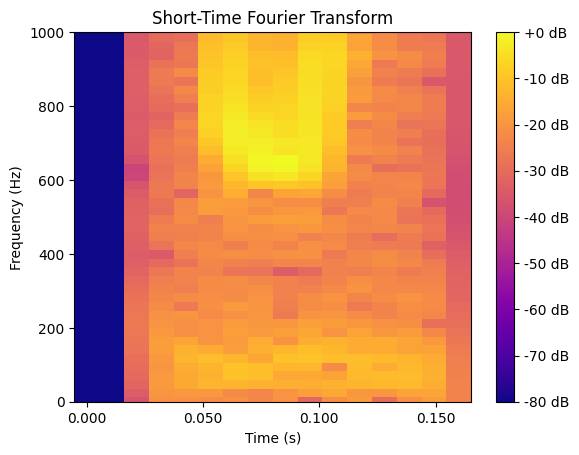 Short-Time Fourier Transform
1000
800
600
400
200
0
Frequency (Hz)
0.000
0.050
0.100
0.150
Time (s)
+0 dB
-10 dB
-20 dB
-30 dB
-40 dB
-50 dB
-60 dB
-70 dB
-80 dB